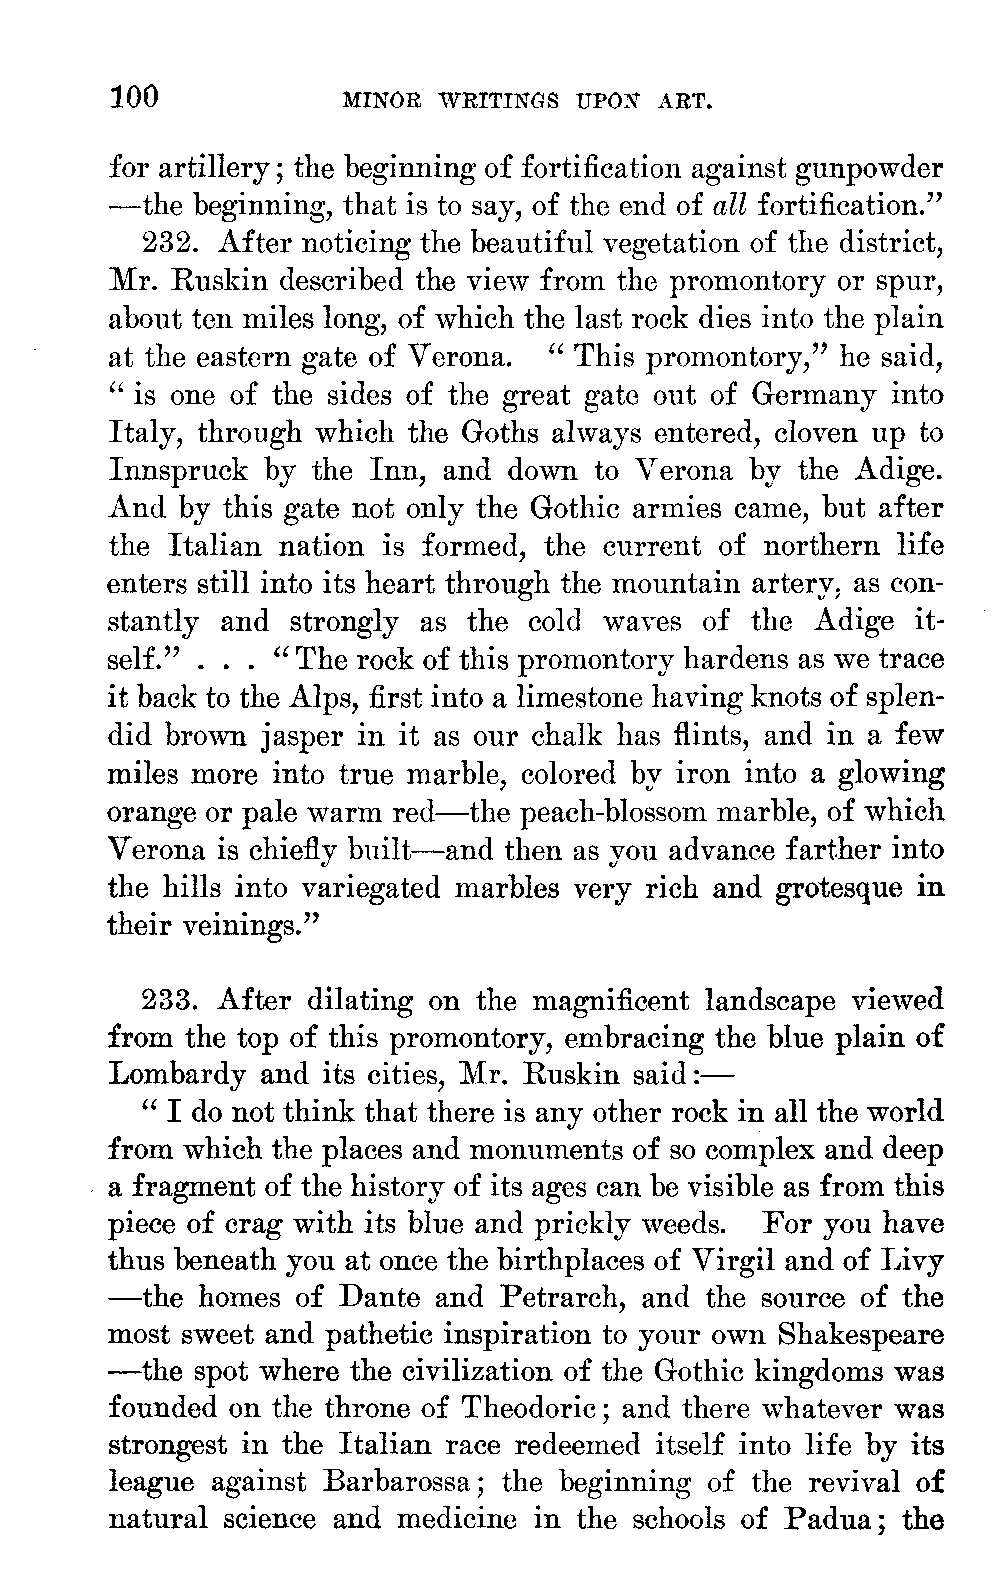 100 MINOR WRITINGS UPON ART.
for artillery; the beginning of fortification against gunpowder
—the beginning, that is to say, of the end of all fortification.”
232. After noticing the beautiful vegetation of the district,
Mr. Ruskin described the view from the promontory or spur,
about ten miles long, of which the last rock dies into the plain
at the eastern gate of Verona. “ This promontory,” he said,
“ is one of the sides of the great gate out of Germany into
Italy, through which the Goths always entered, cloven up to
Innspruck by the Inn, and down to Verona by the Adige.
And by this gate not only the Gothic armies came, but after
the Italian nation is formed, the current of northern life
enters still into its heart through the mountain artery, as con-
stantly and strongly as the cold waves of the Adige it-
self.” . . . “The rock of this promontory hardens as we trace
it back to the Alps, first into a limestone having knots of splen-
did brown jasper in it as our chalk has flints, and in a few
miles more into true marble, colored by iron into a glowing
orange or pale warm red—the peach-blossom marble, of which
Verona is chiefly built—and then as you advance farther into
the hills into variegated marbles very rich and grotesque in
their veinings.”
233. After dilating on the magnificent landscape viewed
from the top of this promontory, embracing the blue plain of
Lombardy and its cities, Mr. Ruskin said:—
“ I do not think that there is any other rock in all the world
from which the places and monuments of so complex and deep
a fragment of the history of its ages can be visible as from this
piece of crag with its blue and prickly weeds. For you have
thus beneath you at once the birthplaces of Virgil and of Livy
—the homes of Dante and Petrarch, and the source of the
most sweet and pathetic inspiration to your own Shakespeare
—the spot where the civilization of the Gothic kingdoms was
founded on the throne of Theodoric; and there whatever was
strongest in the Italian race redeemed itself into life by its
league against Barbarossa; the beginning of the revival of
natural science and medicine in the schools of Padua; the